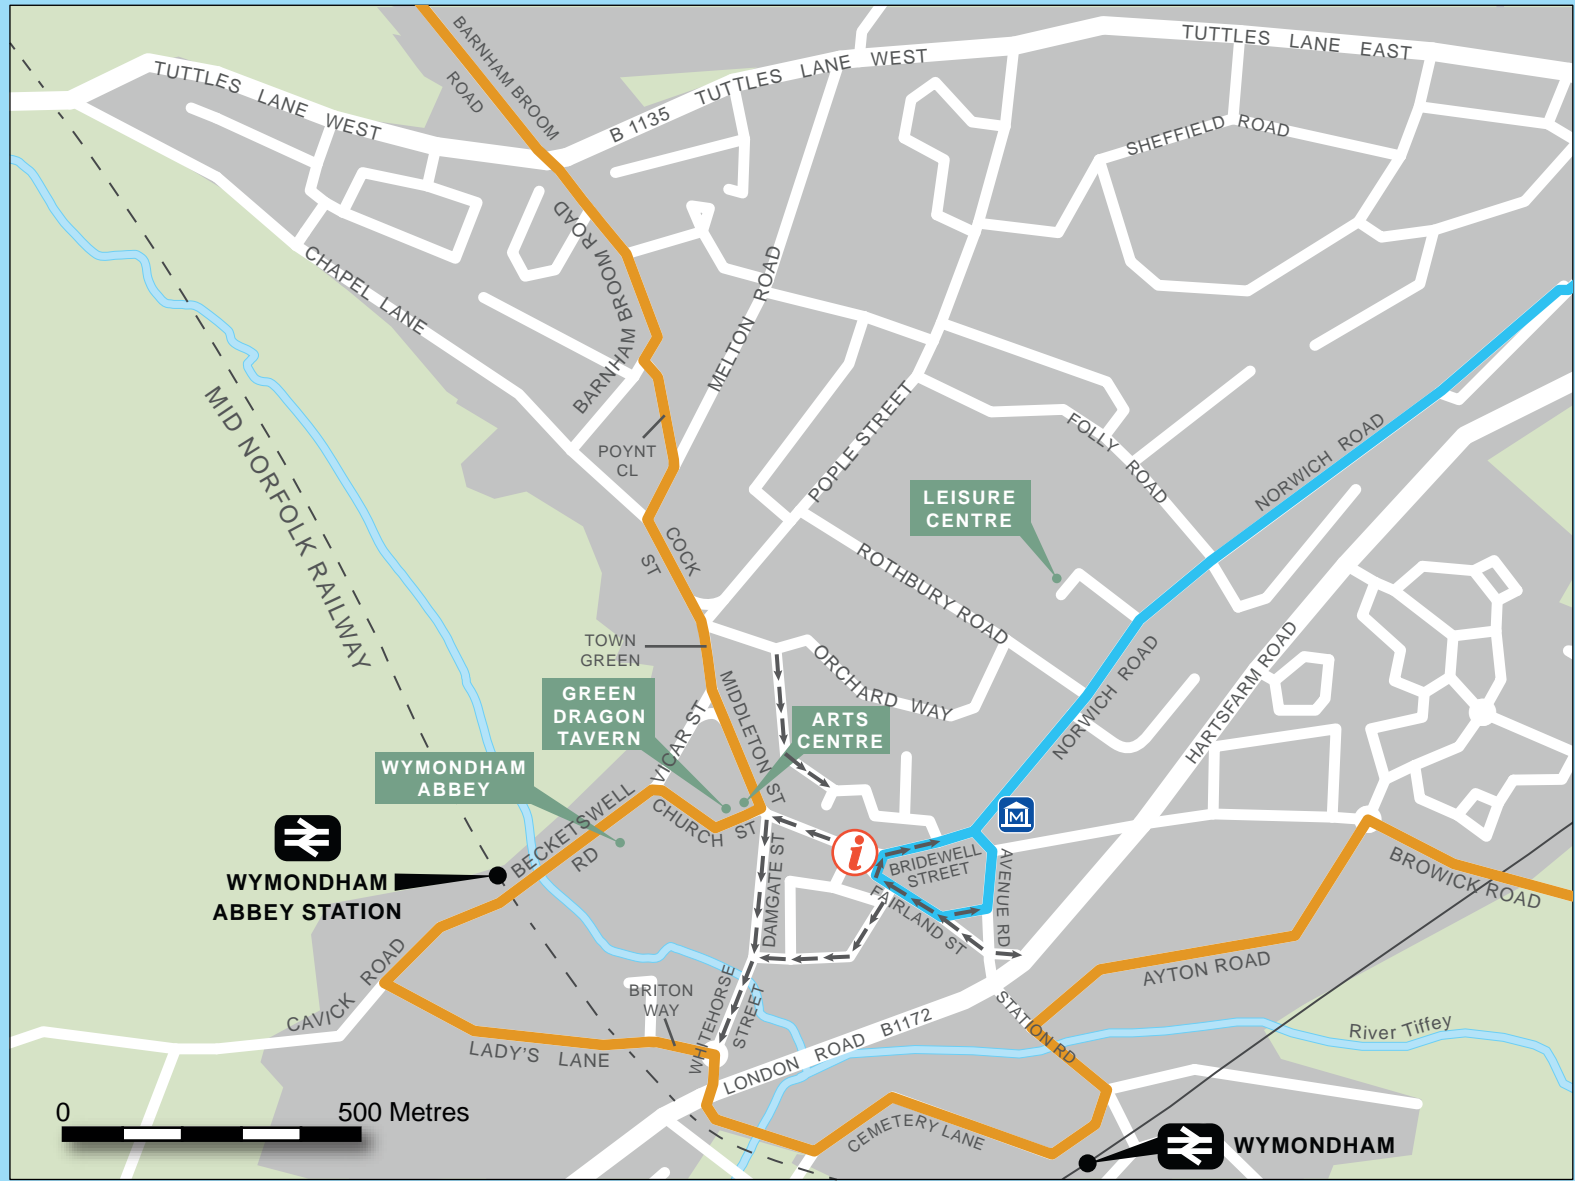 BARNHAM BROOM
ROAD
TUTTLES LANE EAST
TUTTLES LANE WEST
TUTTLES LANE WEST
B 1135
SHEFFIELD ROAD
BARNHAM BROOM ROAD
CHAPEL LANE
MELTON ROAD
BARNHAM
MID NORFOLK RAILWAY
POPLE STREET
FOLLY ROAD
NORWICH ROAD
POYNT
CL
LEISURE
CENTRE
COCK
ST
ROTHBURY ROAD
TOWN
GREEN
ORCHARD WAY
NORWICH ROAD
HARTSFARM ROAD
GREEN
DRAGON
TAVERN
MIDDLETON ST
ARTS
CENTRE
VICAR ST
WYMONDHAM
ABBEY
BECKETSWELL
RD
CHURCH ST
M
i
BRIDEWELL
STREET
WYMONDHAM
ABBEY STATION
DAMGATE ST
FAIRLAND ST
AVENUE RD
BROWICK ROAD
CAVICK ROAD
AYTON ROAD
BRITON
WAY
WHITEHORSE
STREET
STATION RD
LADY'S LANE
LONDON ROAD B1172
River Tiffey
0 500 Metres
CEMETERY LANE
WYMONDHAM